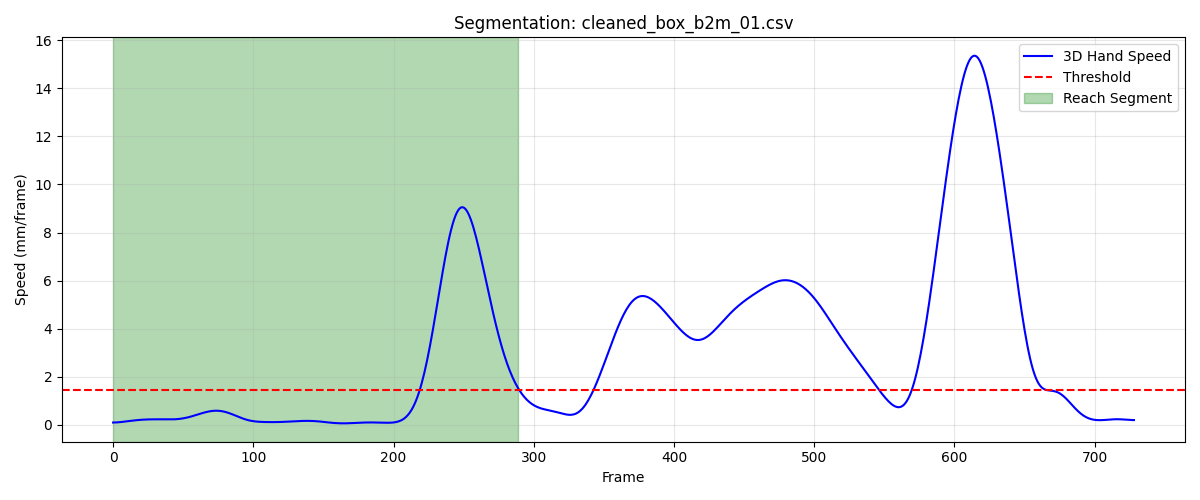 Segmentation: cleaned_box_b2m_01.csv
16
14
12
10
8
6
4
2
0
Speed (mm/frame)
3D Hand Speed
Threshold
Reach Segment
0 100 200 300 400 500 600 700
Frame